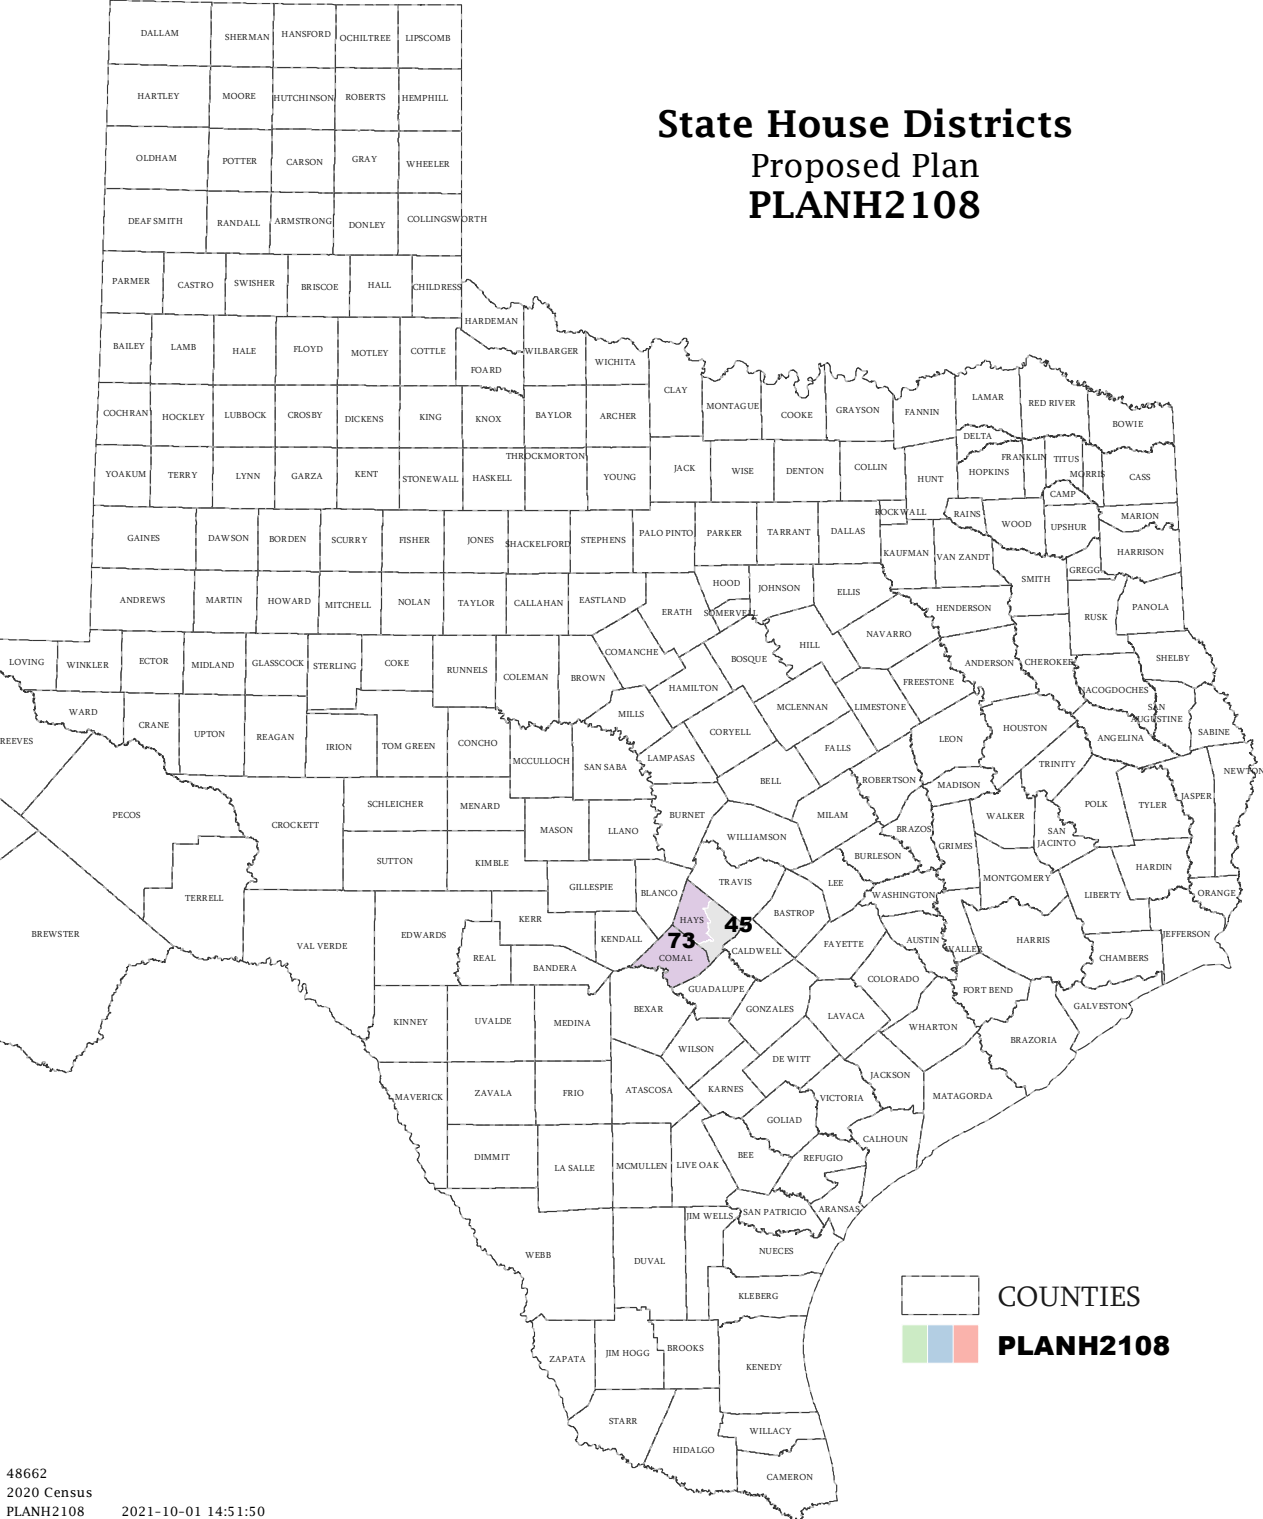 State House Districts
Proposed Plan
PLANH2108
DALLAM SHERMAN HANSFORD OCHILTREE LIPSCOMB
HARTLEY MOORE HUTCHINSON ROBERTS HEMPHILL
OLDHAM POTTER CARSON GRAY WHEELER
DEAF SMITH RANDALL ARMSTRONG DONLEY COLLINGSWORTH
PARMER CASTRO SWISHER BRISCOE HALL CHILDRESS
HARDEMAN
BAILEY LAMB HALE FLOYD MOTLEY COTTLE FOARD WILBARGER WICHITA
CLAY
COCHRAN HOCKLEY LUBBOCK CROSBY DICKENS KING KNOX BAYLOR ARCHER MONTAGUE COOKE GRAYSON FANNIN LAMAR RED RIVER BOWIE
DELTA
YOAKUM TERRY LYNN GARZA KENT STONEWALL HASKELL THROCKMORTON YOUNG JACK WISE DENTON COLLIN HUNT HOPKINS FRANKLIN TITUS MORRIS CASS
CAMP
ROCKWALL RAINS WOOD UPSHUR MARION
GAINES DAWSON BORDEN SCURRY FISHER JONES SHACKELFORD STEPHENS PALO PINTO PARKER TARRANT DALLAS KAUFMAN VAN ZANDT HARRISON
SMITH GREGG
ANDREWS MARTIN HOWARD MITCHELL NOLAN TAYLOR CALLAHAN EASTLAND ERATH HOOD SOMERVELL JOHNSON ELLIS HENDERSON RUSK PANOLA
LOVING WINKLER ECTOR MIDLAND GLASSCOCK STERLING COKE RUNNELS COLEMAN BROWN COMANCHE BOSQUE HILL NAVARRO ANDERSON CHEROKEE SHELBY
HAMILTON FREESTONE NACOGDOCHES
WARD CRANE UPTON REAGAN IRION TOM GREEN CONCHO MILLS CORYELL MCLENNAN LIMESTONE LEON HOUSTON ANGELINA SAN
AUGUSTINE SABINE
REEVES MCCULLOCH SAN SABA LAMPASAS FALLS TRINITY NEWTON
BELL ROBERTSON MADISON
PECOS CROCKETT SCHLEICHER MENARD MASON LLANO BURNET WILLIAMSON MILAM BRAZOS WALKER SAN
JACINTO POLK TYLER JASPER
SUTTON KIMBLE BURLESON GRIMES HARDIN
TERRELL GILLESPIE BLANCO TRAVIS LEE WASHINGTON MONTGOMERY LIBERTY ORANGE
BREWSTER VAL VERDE EDWARDS KERR KENDALL HAYS 45 BASTROP
73 COMAL CALDWELL FAYETTE AUSTIN WALLER HARRIS JEFFERSON
REAL BANDERA CHAMBERS
GUADALUPE COLORADO FORT BEND
KINNEY UVALDE MEDINA BEXAR GONZALES LAVACA WHARTON GALVESTON
BRAZORIA
WILSON DE WITT
MAVERICK ZAVALA FRIO ATASCOSA KARNES VICTORIA JACKSON MATAGORDA
GOLIAD
CALHOUN
DIMMIT LA SALLE MCMULLEN LIVE OAK BEE REFUGIO
JIM WELLS SAN PATRICIO ARANSAS
WEBB DUVAL NUECES
KLEBERG
ZAPATA JIM HOGG BROOKS KENEDY
STARR HIDALGO WILLACY
CAMERON
COUNTIES
PLANH2108
48662
2020 Census
PLANH2108 2021-10-01 14:51:50